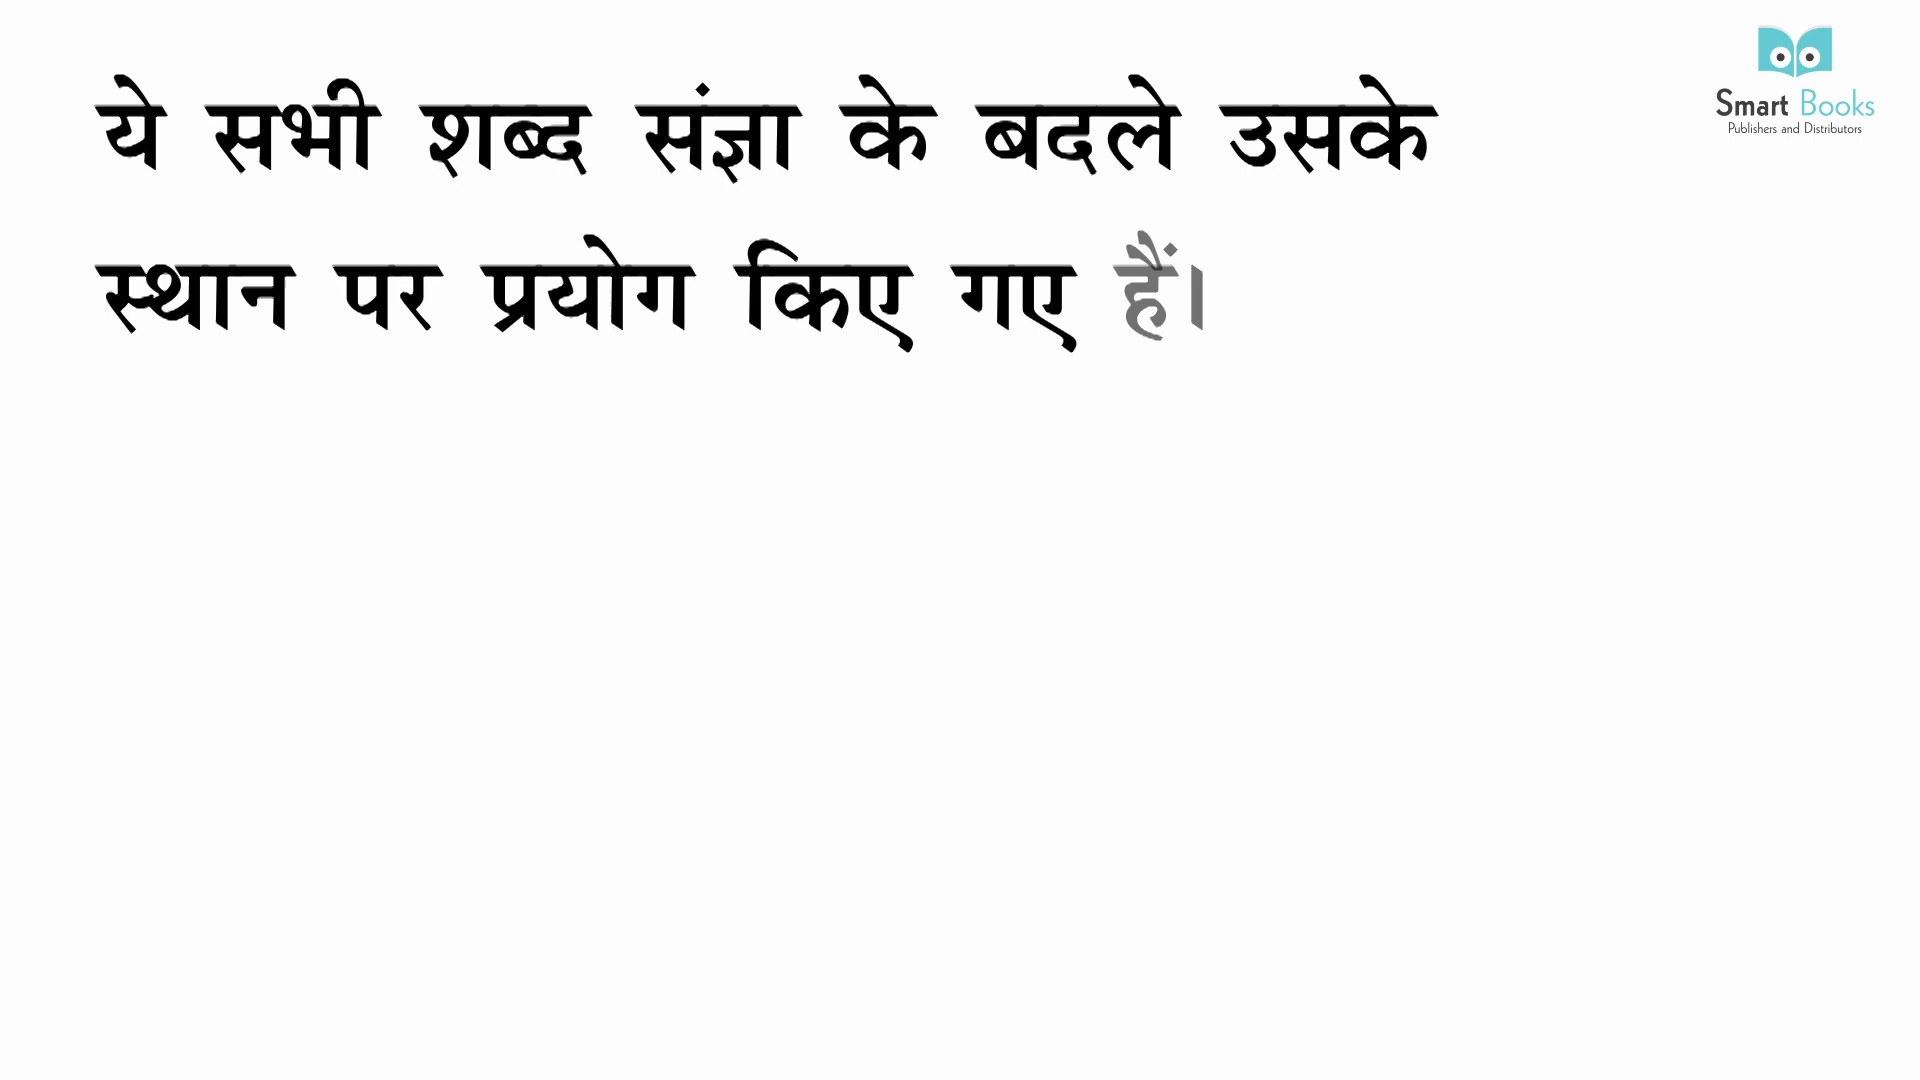 ये सभी शब्द संज्ञा के बदले उसके
स्थान पर प्रयोग किए गए हैं।
Smart Books
Publishers and Distributors